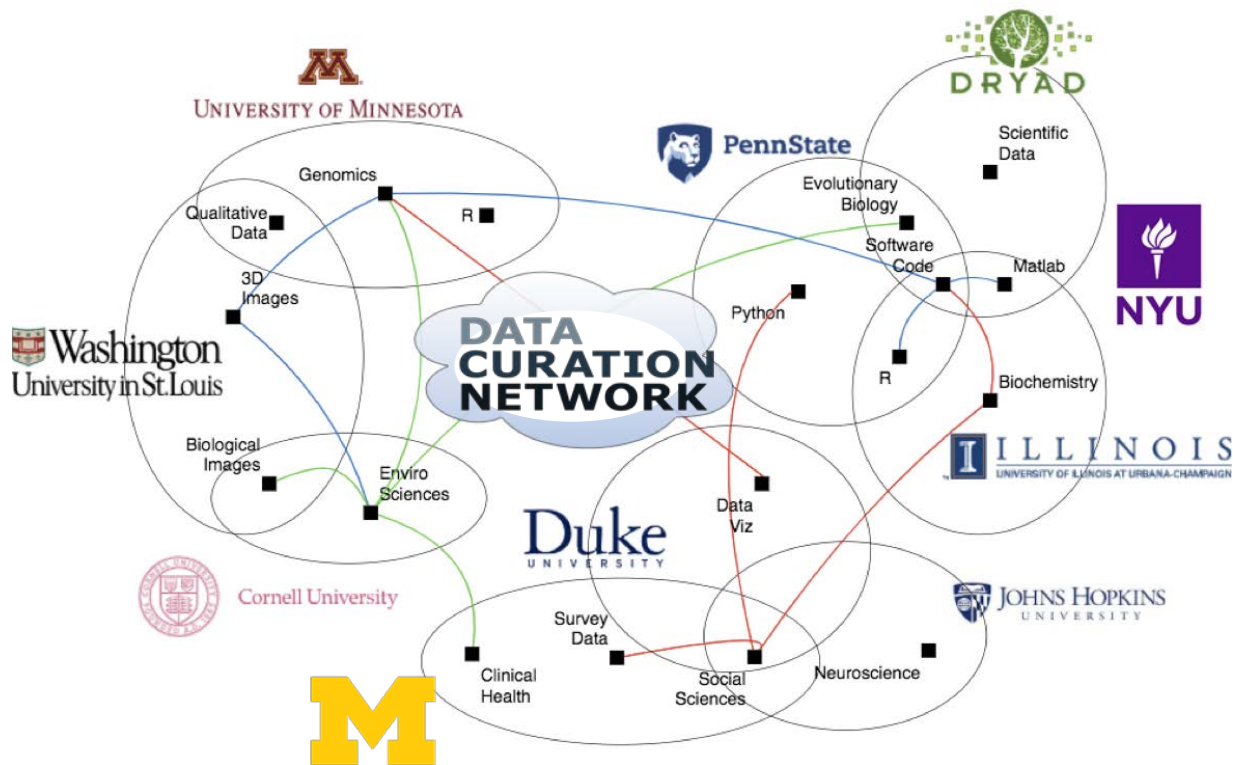 M
UNIVERSITY OF MINNESOTA
DRYAD
PennState
Scientific
Data
Genomics
Evolutionary
Biology
Qualitative
Data
R
Software
Code
Matlab
NYU
3D
Images
Python
DATA
CURATION
NETWORK
Washington
University in St. Louis
R
Biochemistry
I ILLINOIS
UNIVERSITY OF ILLINOIS AT URBANA-CHAMPAIGN
Biological
Images
Enviro
Sciences
Data
Viz
Duke
UNIVERSITY
Cornell University
JOHNS HOPKINS
UNIVERSITY
Survey
Data
Clinical
Health
Social
Sciences
Neuroscience
M